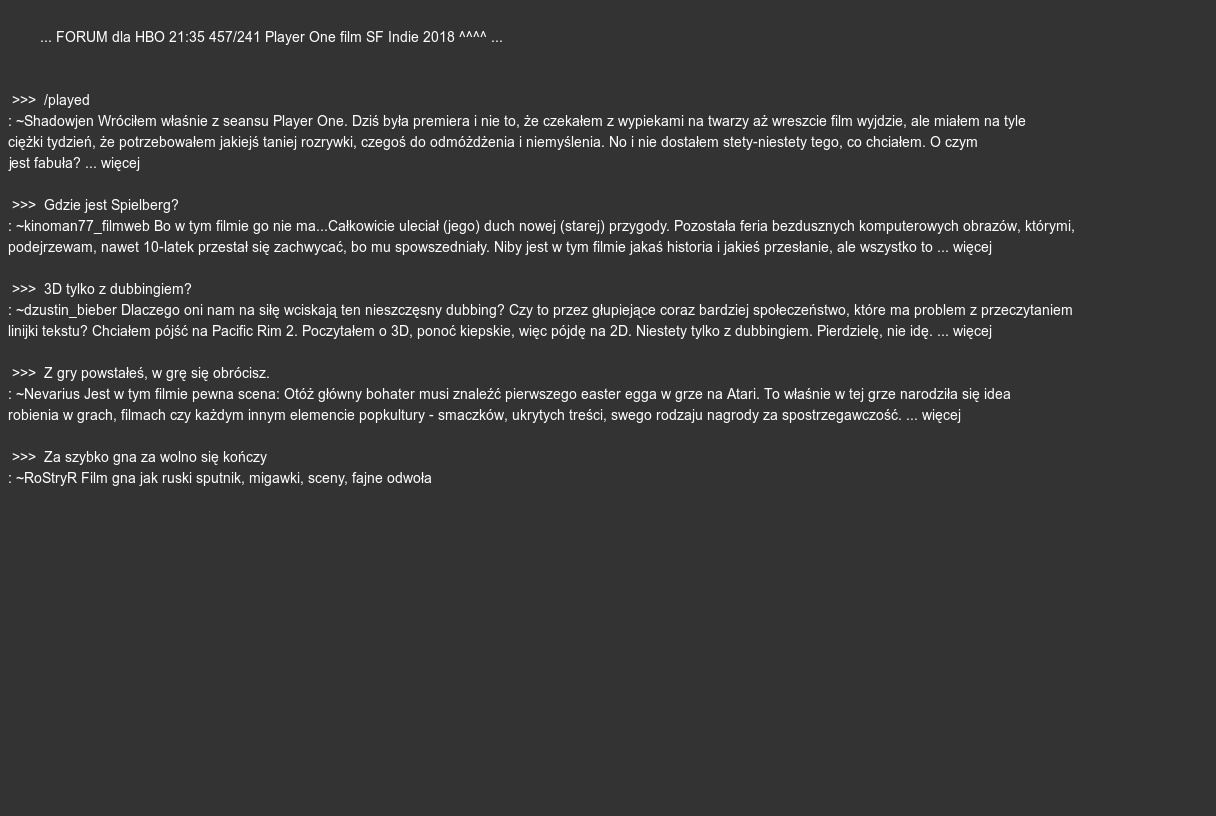 ... FORUM dla HBO 21:35 457/241 Player One film SF Indie 2018 ^^^^ ...
>>> /played
: ~Shadowjen Wróciłem właśnie z seansu Player One. Dziś była premiera i nie to, że czekałem z wypiekami na twarzy aż wreszcie film wyjdzie, ale miałem na tyle
ciężki tydzień, że potrzebowałem jakiejś taniej rozrywki, czegoś do odmóżdżenia i niemyślenia. No i nie dostałem stety-niestety tego, co chciałem. O czym
jest fabuła? ... więcej
>>> Gdzie jest Spielberg?
: ~kinoman77_filmweb Bo w tym filmie go nie ma...Całkowicie uleciał (jego) duch nowej (starej) przygody. Pozostała feria bezdusznych komputerowych obrazów, którymi,
podejrzewam, nawet 10-latek przestał się zachwycać, bo mu spowszedniały. Niby jest w tym filmie jakaś historia i jakieś przesłanie, ale wszystko to ... więcej
>>> 3D tylko z dubbingiem?
: ~dzustin_bieber Dlaczego oni nam na siłę wciskają ten nieszczęsny dubbing? Czy to przez głupiejące coraz bardziej społeczeństwo, które ma problem z przeczytaniem
linijki tekstu? Chciałem pójść na Pacific Rim 2. Poczytałem o 3D, ponoć kiepskie, więc pójdę na 2D. Niestety tylko z dubbingiem. Pierdzielę, nie idę. ... więcej
>>> Z gry powstałeś, w grę się obrócisz.
: ~Nevarius Jest w tym filmie pewna scena: Otóż główny bohater musi znaleźć pierwszego easter egga w grze na Atari. To właśnie w tej grze narodziła się idea
robienia w grach, filmach czy każdym innym elemencie popkultury - smaczków, ukrytych treści, swego rodzaju nagrody za spostrzegawczość. ... więcej
>>> Za szybko gna za wolno się kończy
: ~RoStryR Film gna jak ruski sputnik, migawki, sceny, fajne odwoła